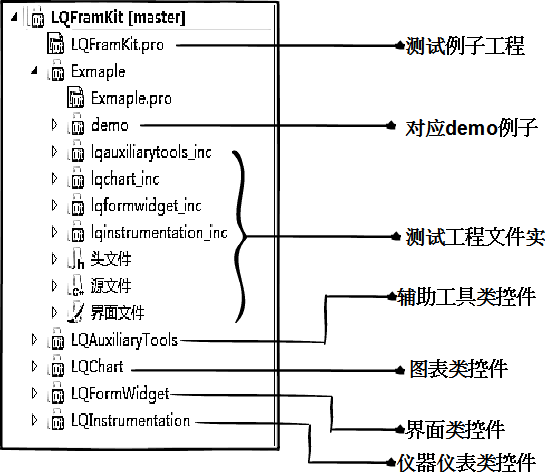 LQFramKit [master]
LQFramKit.pro
测试例子工程
Exmaple
Exmaple.pro
demo
对应demo例子
lqauxiliarytools_inc
lqchart_inc
lqformwidget_inc
lqinstrumentation_inc
测试工程文件实
头文件
源文件
界面文件
辅助工具类控件
LQAuxiliaryTools
LQChart
图表类控件
LQFormWidget
界面类控件
LQInstrumentation
仪器仪表类控件